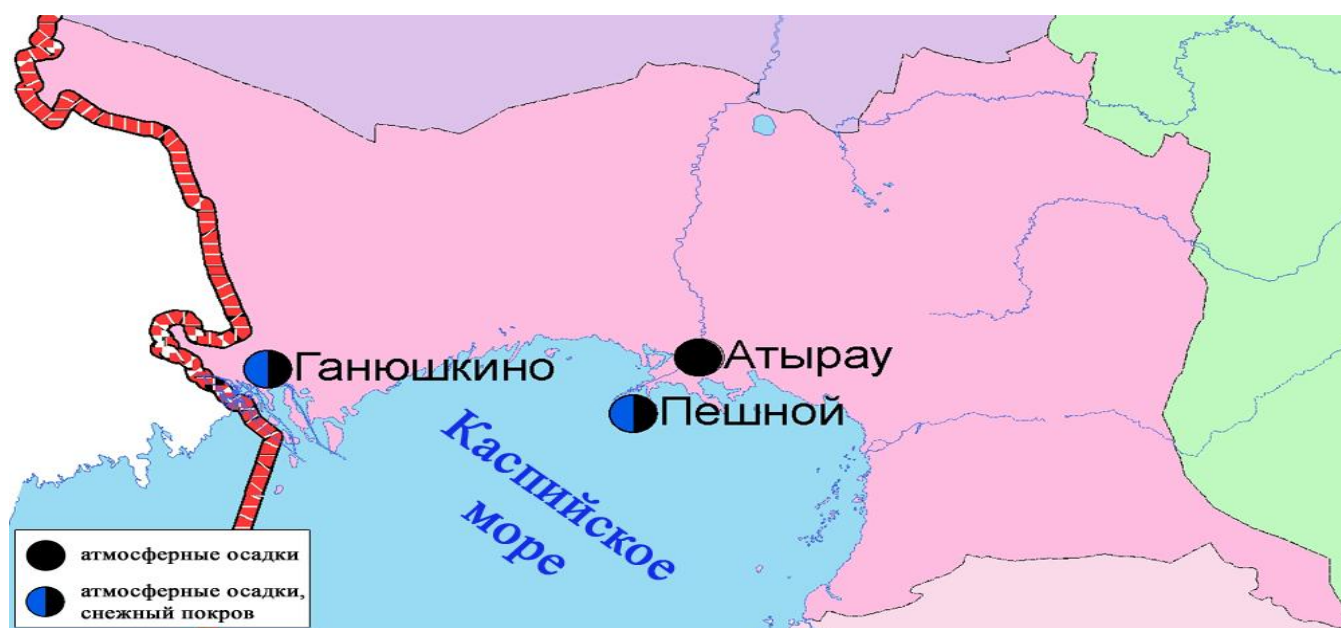 Ганюшкино
Атырау
Пешной
Каспийское
море
атмосферные осадки
атмосферные осадки,
снежный покров